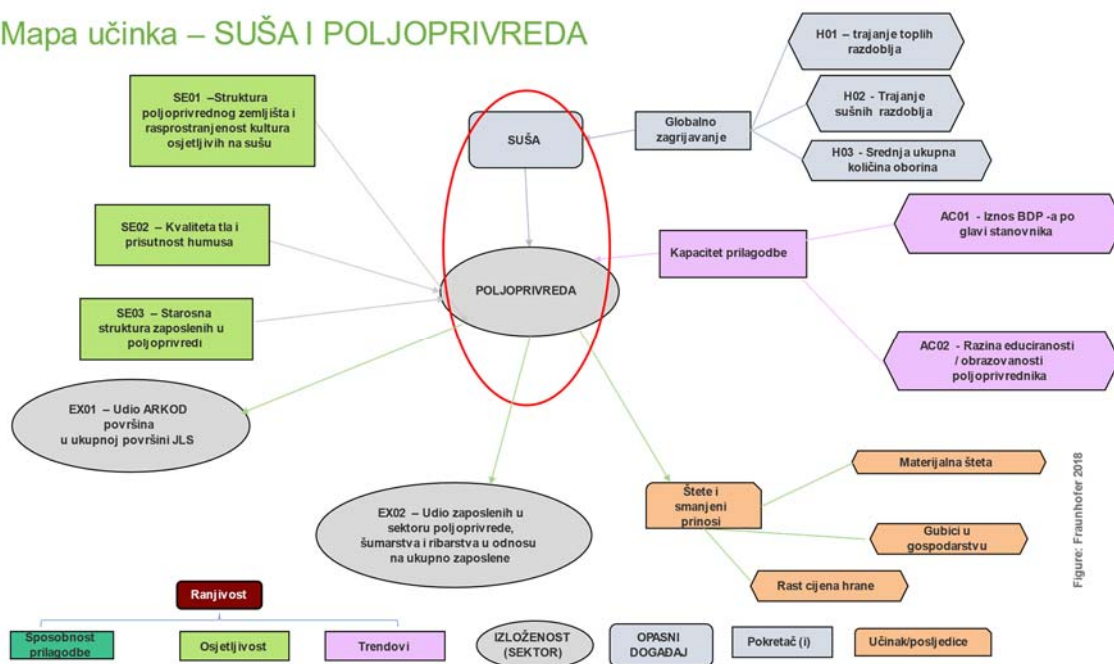 Mapa učinka – SUŠA I POLJOPRIVREDA
SE01 –Struktura
poljoprivrednog zemljišta i
rasprostranjenost kultura
osjetljivih na sušu
SE02 – Kvaliteta tla i
prisutnost humusa
SE03 – Starosna
struktura zaposlenih u
poljoprivredi
SUŠA
POLJOPRIVREDA
Globalno
zagrijavanje
H01 – trajanje toplih
razdoblja
H02 - Trajanje
sušnih razdoblja
H03 - Srednja ukupna
količina oborina
Kapacitet prilagodbe
AC01 - Iznos BDP -a po
glavi stanovnika
AC02 - Razina educiranosti
/ obrazovanosti
poljoprivrednika
EX01 – Udio ARKOD
površina
u ukupnoj površini JLS
EX02 – Udio zaposlenih u
sektoru poljoprivrede,
šumarstva i ribarstva u odnosu
na ukupno zaposlene
Štete i
smanjeni
prinosi
Materijalna šteta
Gubici u
gospodarstvu
Rast cijena hrane
Figure: Fraunhofer 2018
Ranjivost
Sposobnost
prilagodbe
Osjetljivost
Trendovi
IZLOŽENOST
(SEKTOR)
OPASNI
DOGAĐAJ
Pokretač (i)
Učinak/posljedice